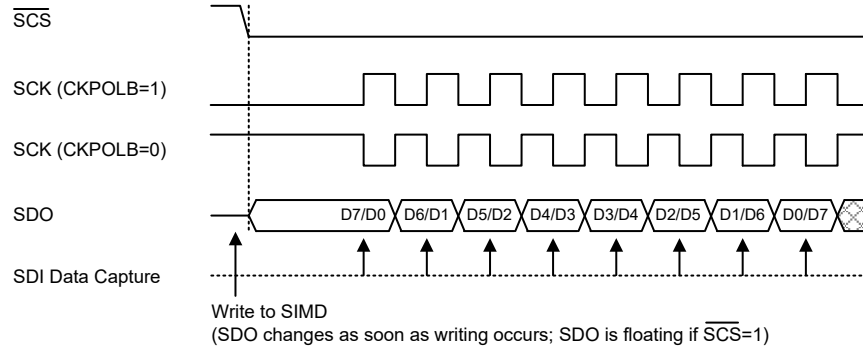 S̅C̅S̅
SCK (CKPOLB=1)
SCK (CKPOLB=0)
SDO D7/D0 D6/D1 D5/D2 D4/D3 D3/D4 D2/D5 D1/D6 D0/D7
SDI Data Capture
Write to SIMD
(SDO changes as soon as writing occurs; SDO is floating if S̅C̅S̅=1)